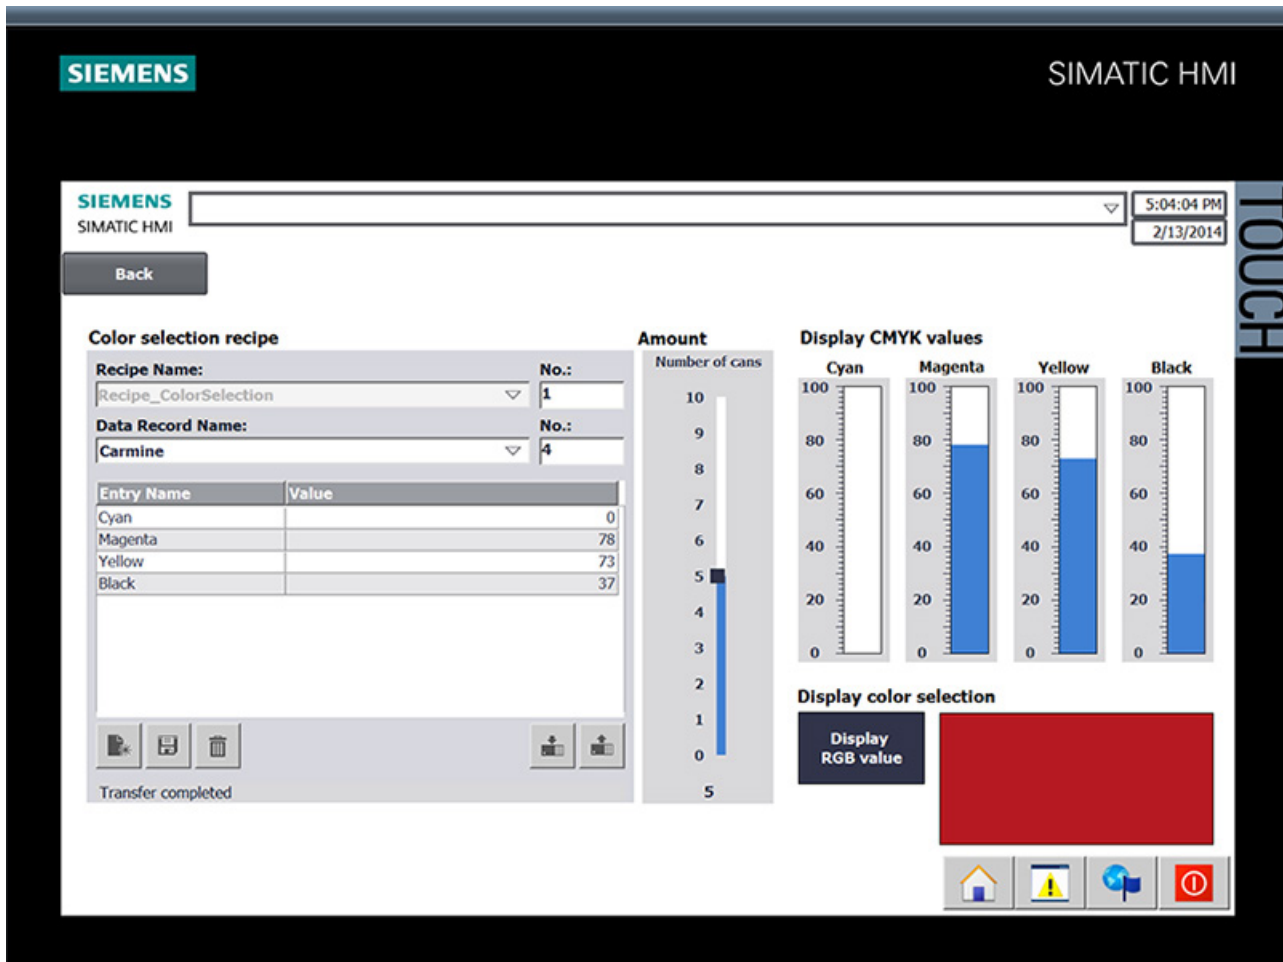 SIEMENS
SIMATIC HMI
SIEMENS
SIMATIC HMI
5:04:04 PM
2/13/2014
TOUCH
Back
Color selection recipe
Recipe Name:
No.:
Recipe_ColorSelection
1
Data Record Name:
No.:
Carmine
4
Entry Name Value
Cyan 0
Magenta 78
Yellow 73
Black 37
Transfer completed
Amount
Number of cans
10
9
8
7
6
5
4
3
2
1
0
5
Display CMYK values
Cyan Magenta Yellow Black
100 100 100 100
80 80 80 80
60 60 60 60
40 40 40 40
20 20 20 20
0 0 0 0
Display color selection
Display
RGB value